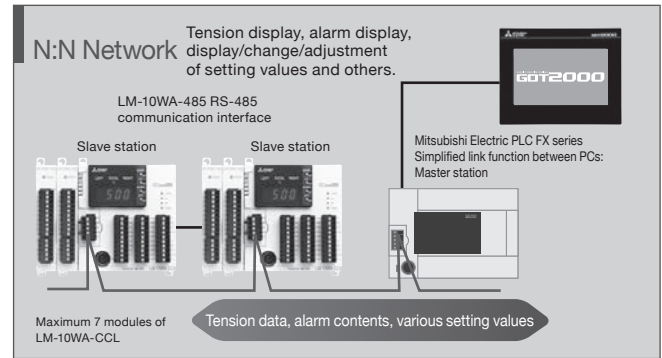 N:N Network
Tension display, alarm display,
display/change/adjustment
of setting values and others.
LM-10WA-485 RS-485
communication interface
Slave station
Slave station
GOT2000
Mitsubishi Electric PLC FX series
Simplified link function between PCs:
Master station
500
500
Maximum 7 modules of
LM-10WA-CCL
Tension data, alarm contents, various setting values